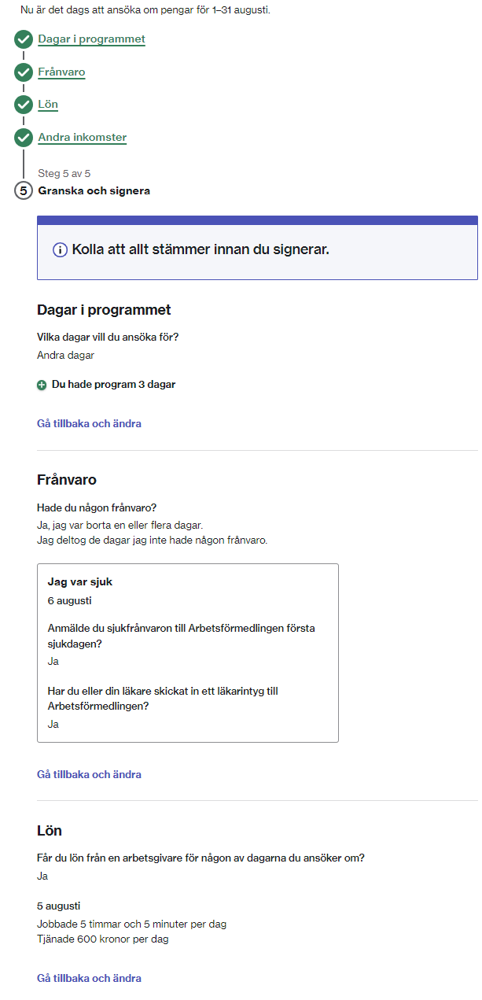 Nu är det dags att ansöka om pengar för 1–31 augusti.
Dagar i programmet
Frånvaro
Lön
Andra inkomster
Steg 5 av 5
5 Granska och signera
Kolla att allt stämmer innan du signerar.
Dagar i programmet
Vilka dagar vill du ansöka för?
Andra dagar
Du hade program 3 dagar
Gå tillbaka och ändra
Frånvaro
Hade du någon frånvaro?
Ja, jag var borta en eller flera dagar.
Jag deltog de dagar jag inte hade någon frånvaro.
Jag var sjuk
6 augusti
Anmälde du sjukfrånvaron till Arbetsförmedlingen första
sjukdagen?
Ja
Har du eller din läkare skickat in ett läkarintyg till
Arbetsförmedlingen?
Ja
Gå tillbaka och ändra
Lön
Får du lön från en arbetsgivare för någon av dagarna du ansöker om?
Ja
5 augusti
Jobbade 5 timmar och 5 minuter per dag
Tjänade 600 kronor per dag
Gå tillbaka och ändra